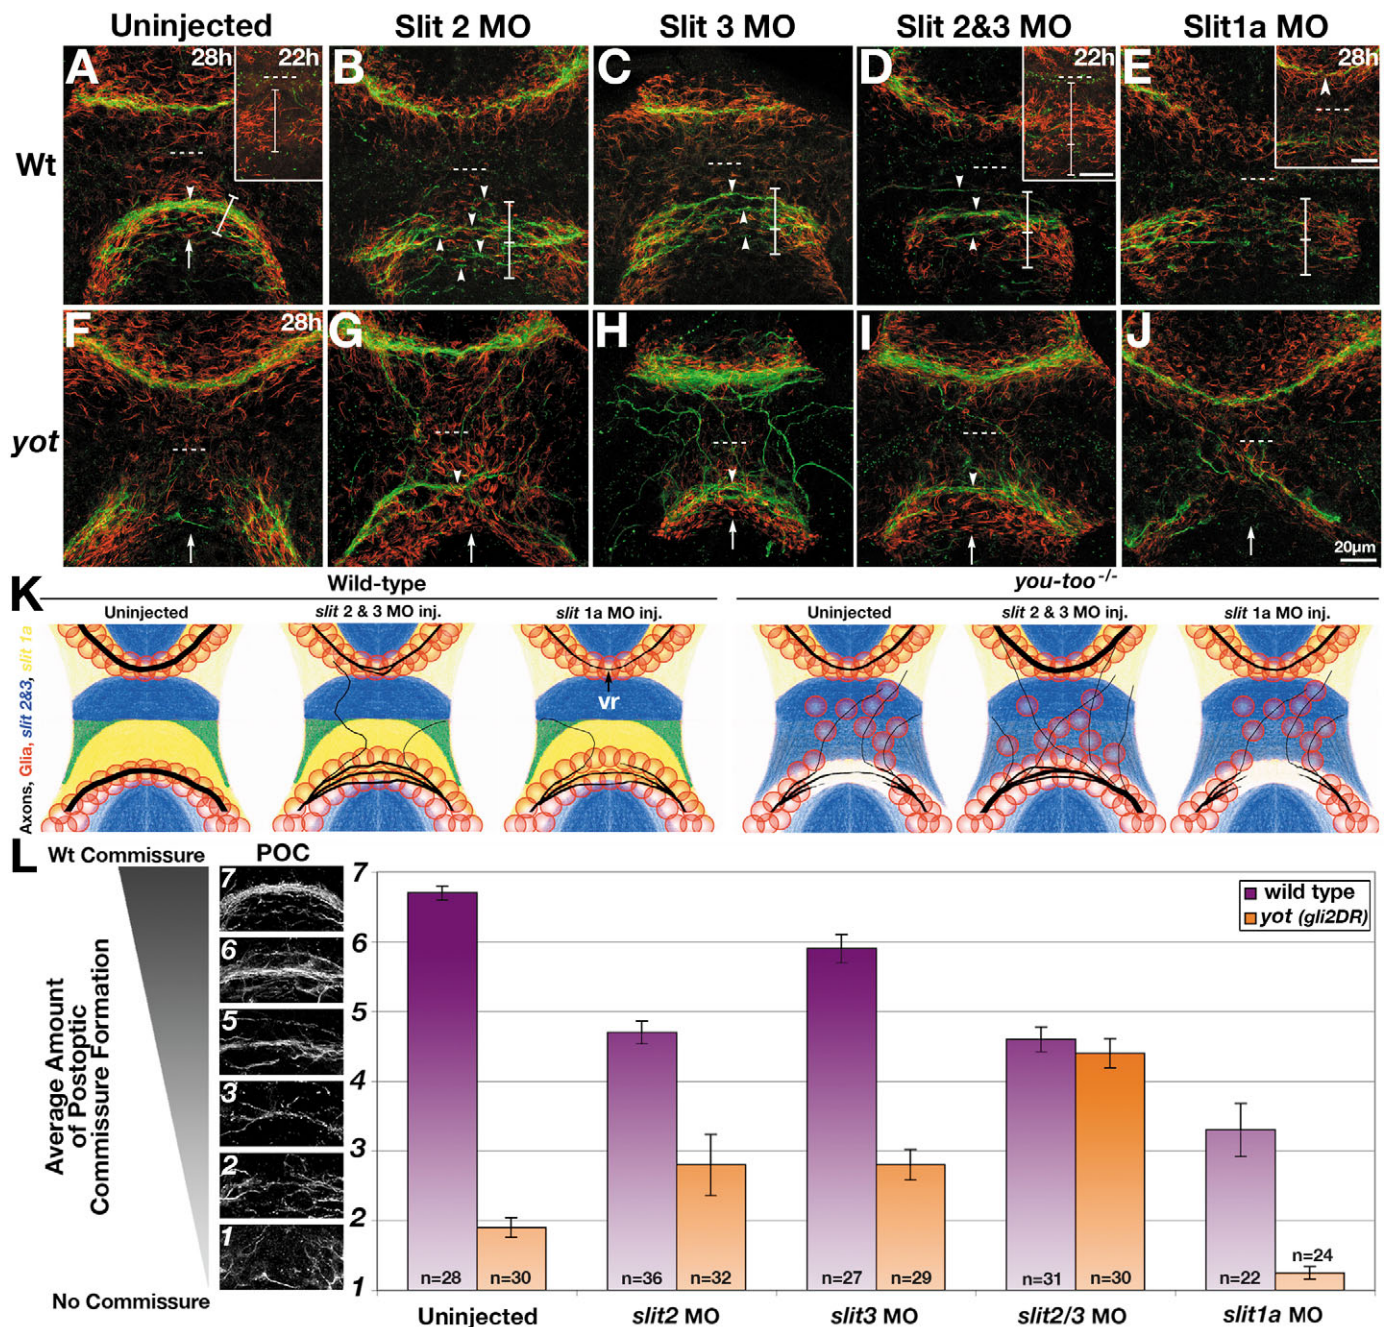 Uninjected Slit 2 MO Slit 3 MO Slit 2&3 MO Slit1a MO
Wt
A 28h 22h
B
C
D 22h
E 28h
yot
F 28h
G
H
I
J 20µm
K
Wild-type
you-too-/-
Uninjected slit 2 & 3 MO inj. slit 1a MO inj. Uninjected slit 2 & 3 MO inj. slit 1a MO inj.
Axons, Glia, slit 2&3, slit 1a
vr
L
Wt Commissure
POC
Average Amount
of Postoptic
Commissure Formation
No Commissure
7
6
5
3
2
1
7
6
5
4
3
2
1
wild type
yot (gli2DR)
n=28 n=30 n=36 n=32 n=27 n=29 n=31 n=30 n=22 n=24
Uninjected slit2 MO slit3 MO slit2/3 MO slit1a MO